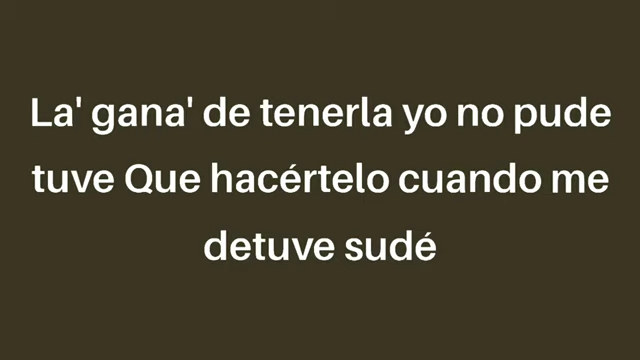 La' gana' de tenerla yo no pude
tuve Que hacértelo cuando me
detuve sudé